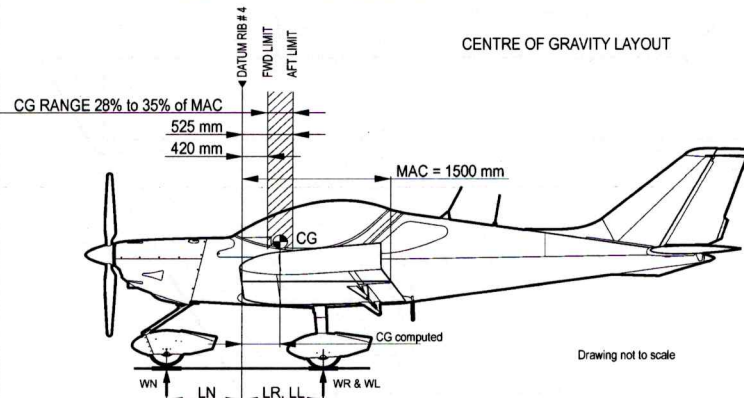 CENTRE OF GRAVITY LAYOUT
DATUM RIB # 4
FWD LIMIT
AFT LIMIT
CG RANGE 28% to 35% of MAC
525 mm
420 mm
MAC = 1500 mm
CG
CG computed
Drawing not to scale
WN
LN
LR, LL
WR & WL